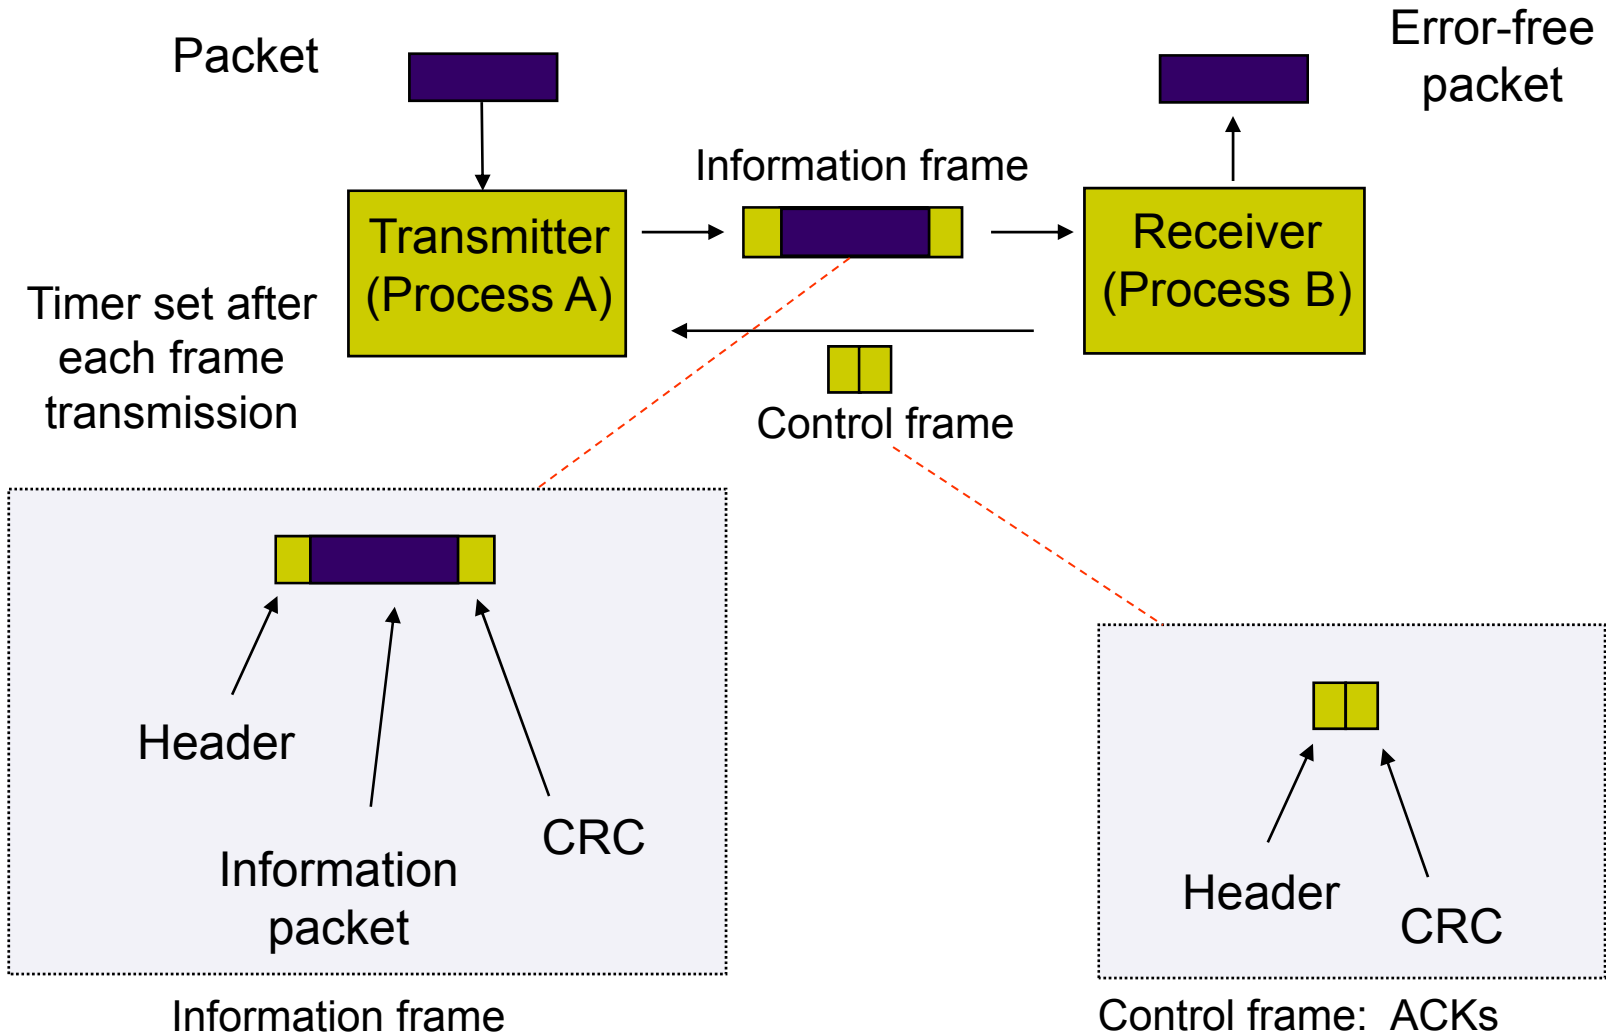 Packet
Error-free
packet
Information frame
Transmitter
(Process A)
Receiver
(Process B)
Timer set after
each frame
transmission
Control frame
Header
Information
packet
CRC
Information frame
Header
CRC
Control frame: ACKs